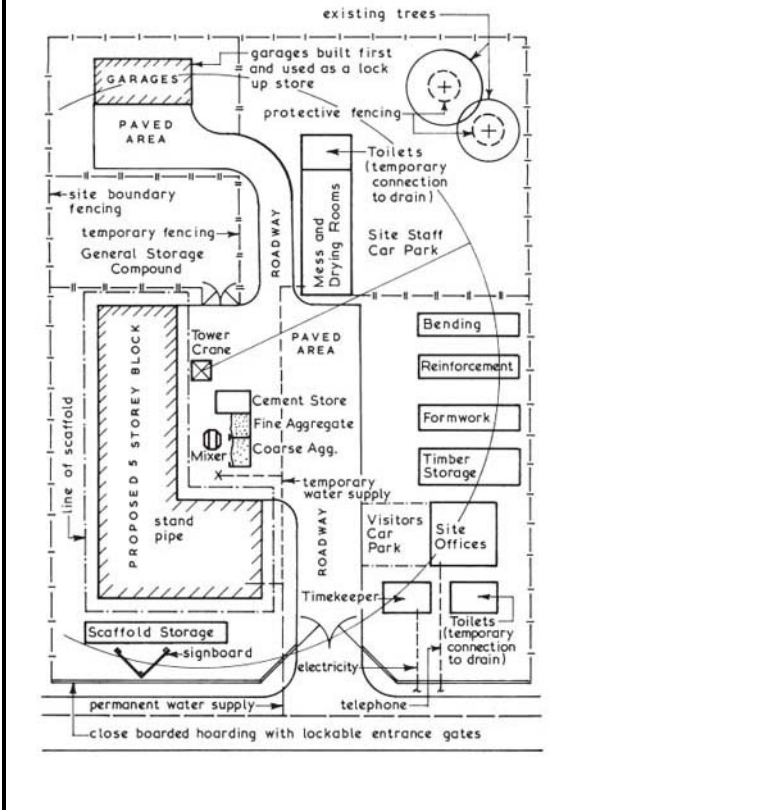 existing trees
garages built first
and used as a lock
up store
GARAGES
protective fencing
PAVED
AREA
Toilets
(temporary
connection
to drain)
site boundary
fencing
temporary fencing
General Storage
Compound
ROADWAY
Mess and
Drying Rooms
Site Staff
Car Park
Bending
Tower
Crane
PAVED
AREA
Reinforcement
PROPOSED 5 STOREY BLOCK
line of scaffold
Cement Store
Fine Aggregate
Coarse Agg.
Mixer
Formwork
Timber
Storage
temporary
water supply
stand
pipe
ROADWAY
Visitors
Car
Park
Site
Offices
Timekeeper
Toilets
(temporary
connection
to drain)
Scaffold Storage
signboard
electricity
permanent water supply
telephone
close boarded hoarding with lockable entrance gates